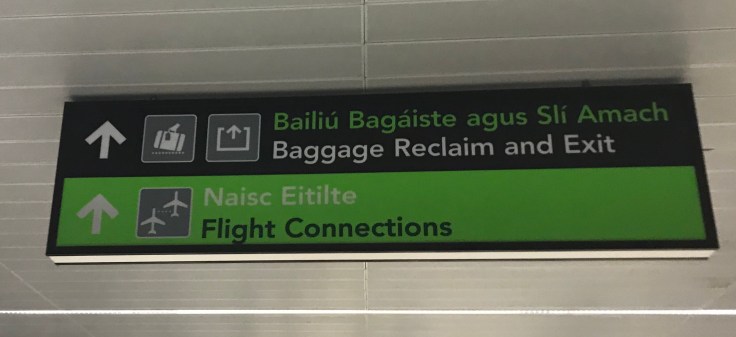 Bailiú Bagáiste agus Slí Amach
Baggage Reclaim and Exit
Naisc Eitilte
Flight Connections